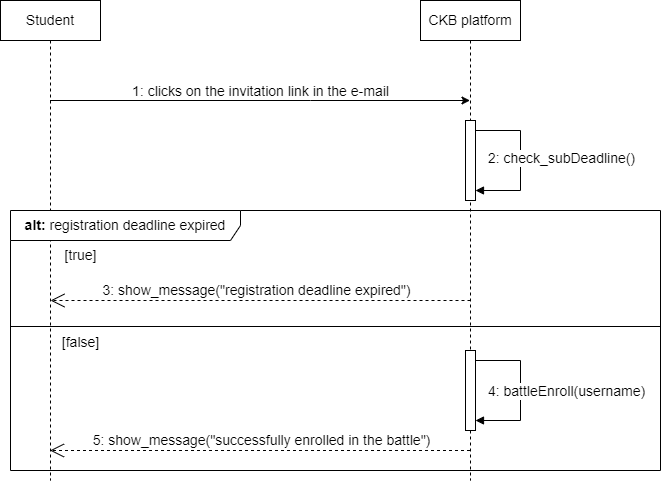 Student
CKB platform
1: clicks on the invitation link in the e-mail
2: check_subDeadline()
alt: registration deadline expired
[true]
3: show_message("registration deadline expired")
[false]
4: battleEnroll(username)
5: show_message("successfully enrolled in the battle")